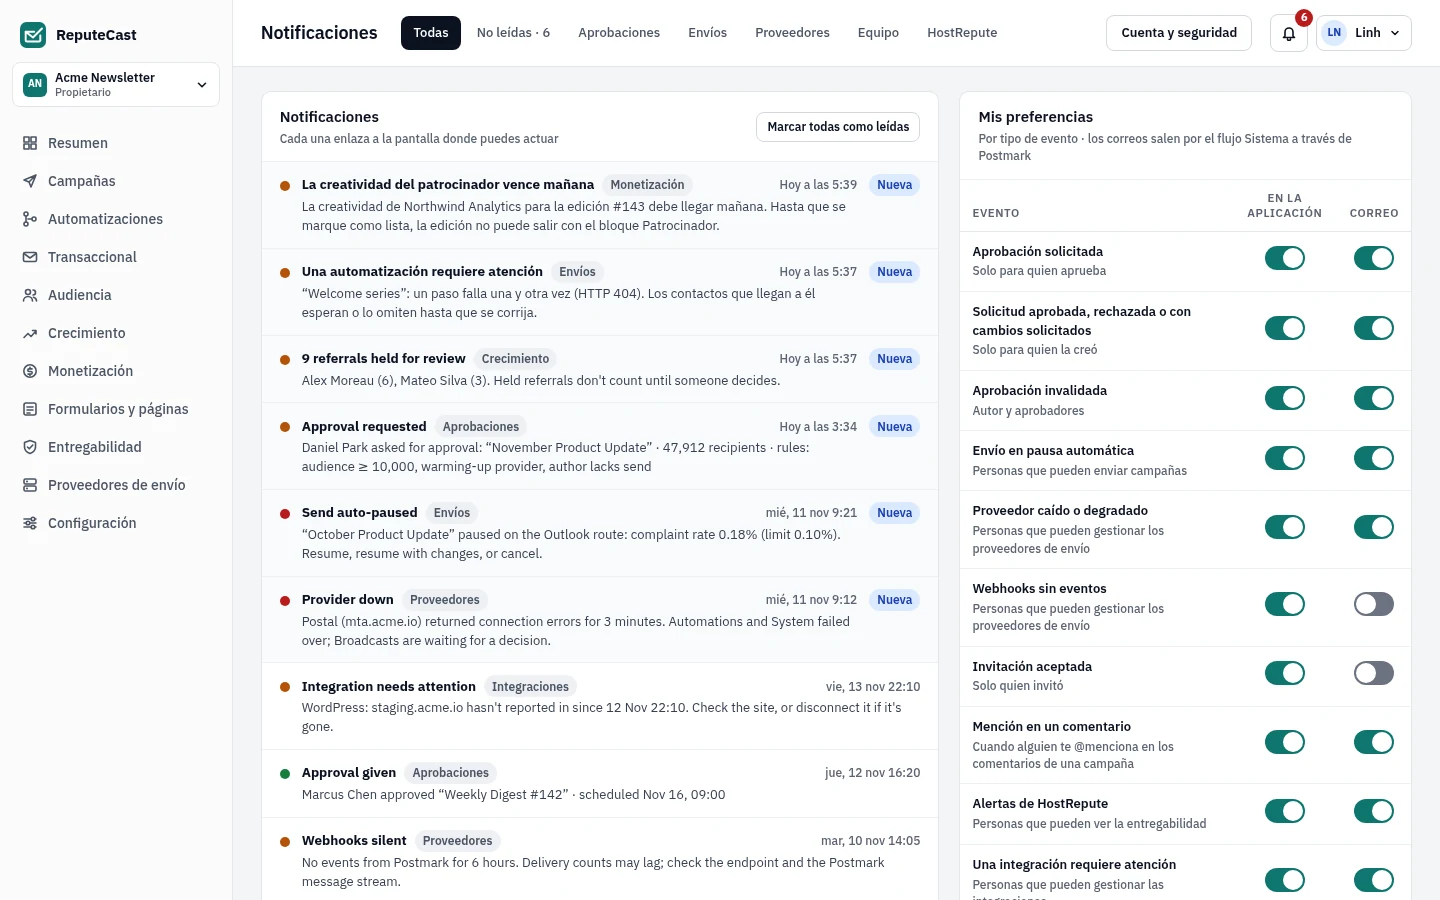 ReputeCast
AN
Acme Newsletter
Propietario
Resumen
Campañas
Automatizaciones
Transaccional
Audiencia
Crecimiento
Monetización
Formularios y páginas
Entregabilidad
Proveedores de envío
Configuración
Notificaciones
Todas
No leídas · 6
Aprobaciones
Envíos
Proveedores
Equipo
HostRepute
Cuenta y seguridad
6
LN
Linh
Notificaciones
Cada una enlaza a la pantalla donde puedes actuar
Marcar todas como leídas
La creatividad del patrocinador vence mañana Monetización Hoy a las 5:39 Nueva
La creatividad de Northwind Analytics para la edición #143 debe llegar mañana. Hasta que se
marque como lista, la edición no puede salir con el bloque Patrocinador.
Una automatización requiere atención Envíos Hoy a las 5:37 Nueva
“Welcome series”: un paso falla una y otra vez (HTTP 404). Los contactos que llegan a él
esperan o lo omiten hasta que se corrija.
9 referrals held for review Crecimiento Hoy a las 5:37 Nueva
Alex Moreau (6), Mateo Silva (3). Held referrals don't count until someone decides.
Approval requested Aprobaciones Hoy a las 3:34 Nueva
Daniel Park asked for approval: “November Product Update” · 47,912 recipients · rules:
audience ≥ 10,000, warming-up provider, author lacks send
Send auto-paused Envíos mié, 11 nov 9:21 Nueva
“October Product Update” paused on the Outlook route: complaint rate 0.18% (limit 0.10%).
Resume, resume with changes, or cancel.
Provider down Proveedores mié, 11 nov 9:12 Nueva
Postal (mta.acme.io) returned connection errors for 3 minutes. Automations and System failed
over; Broadcasts are waiting for a decision.
Integration needs attention Integraciones vie, 13 nov 22:10
WordPress: staging.acme.io hasn't reported in since 12 Nov 22:10. Check the site, or disconnect it if it's
gone.
Approval given Aprobaciones jue, 12 nov 16:20
Marcus Chen approved “Weekly Digest #142” · scheduled Nov 16, 09:00
Webhooks silent Proveedores mar, 10 nov 14:05
No events from Postmark for 6 hours. Delivery counts may lag; check the endpoint and the Postmark
message stream.
Mis preferencias
Por tipo de evento · los correos salen por el flujo Sistema a través de
Postmark
EVENTO
EN LA
APLICACIÓN
CORREO
Aprobación solicitada
Solo para quien aprueba
Solicitud aprobada, rechazada o con
cambios solicitados
Solo para quien la creó
Aprobación invalidada
Autor y aprobadores
Envío en pausa automática
Personas que pueden enviar campañas
Proveedor caído o degradado
Personas que pueden gestionar los
proveedores de envío
Webhooks sin eventos
Personas que pueden gestionar los
proveedores de envío
Invitación aceptada
Solo quien invitó
Mención en un comentario
Cuando alguien te @menciona en los
comentarios de una campaña
Alertas de HostRepute
Personas que pueden ver la entregabilidad
Una integración requiere atención
Personas que pueden gestionar las